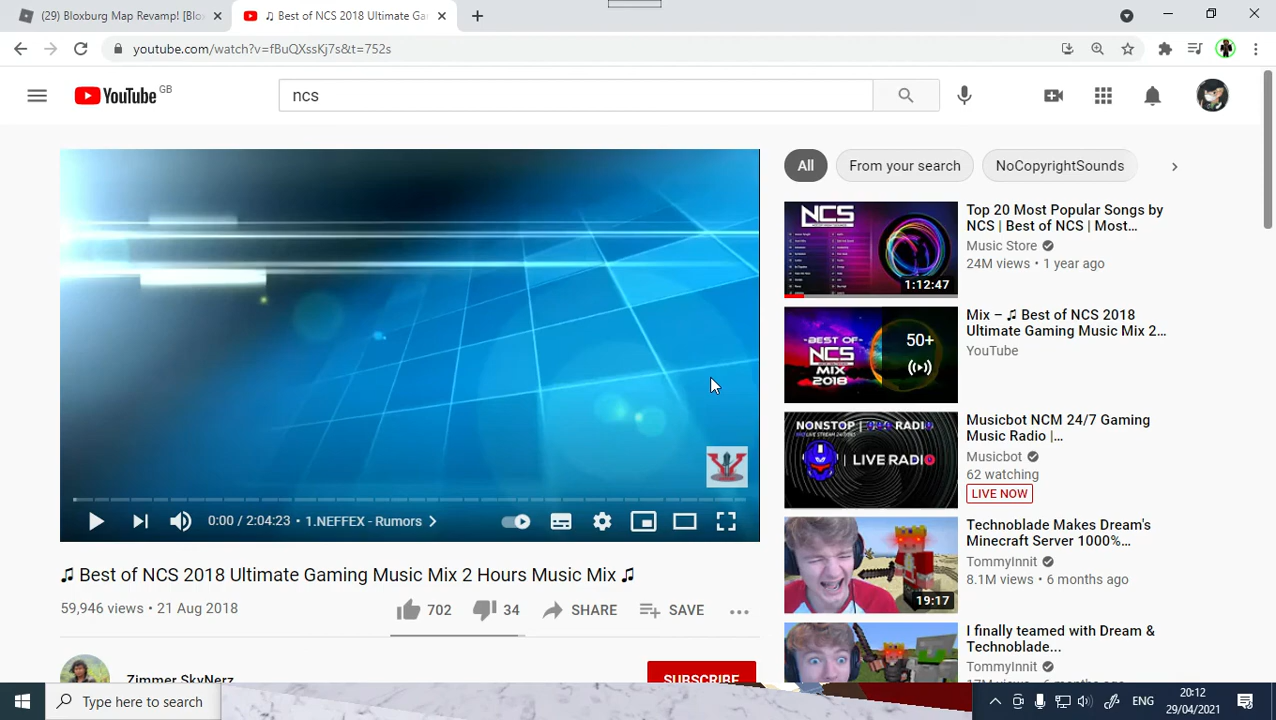 (29) Bloxburg Map Revamp! [Blox
♫ Best of NCS 2018 Ultimate Ga
youtube.com/watch?v=fBuQXssKj7s&t=752s
YouTube GB
ncs
All
From your search
NoCopyrightSounds
NCS
1:12:47
Top 20 Most Popular Songs by
NCS | Best of NCS | Most...
Music Store
24M views • 1 year ago
-BEST OF-
NCS
MIX
2018
50+
Mix – ♫ Best of NCS 2018
Ultimate Gaming Music Mix 2...
YouTube
NONSTOP
RADIO
LIVE RADIO
Musicbot NCM 24/7 Gaming
Music Radio |...
Musicbot
62 watching
LIVE NOW
19:17
Technoblade Makes Dream's
Minecraft Server 1000%...
TommyInnit
8.1M views • 6 months ago
I finally teamed with Dream &
Technoblade...
TommyInnit
17M views • 6 months ago
0:00 / 2:04:23 • 1.NEFFEX - Rumors
♫ Best of NCS 2018 Ultimate Gaming Music Mix 2 Hours Music Mix ♫
59,946 views • 21 Aug 2018
702
34
SHARE
SAVE
Zimmer SkyNerz
SUBSCRIBE
Type here to search
ENG
20:12
29/04/2021